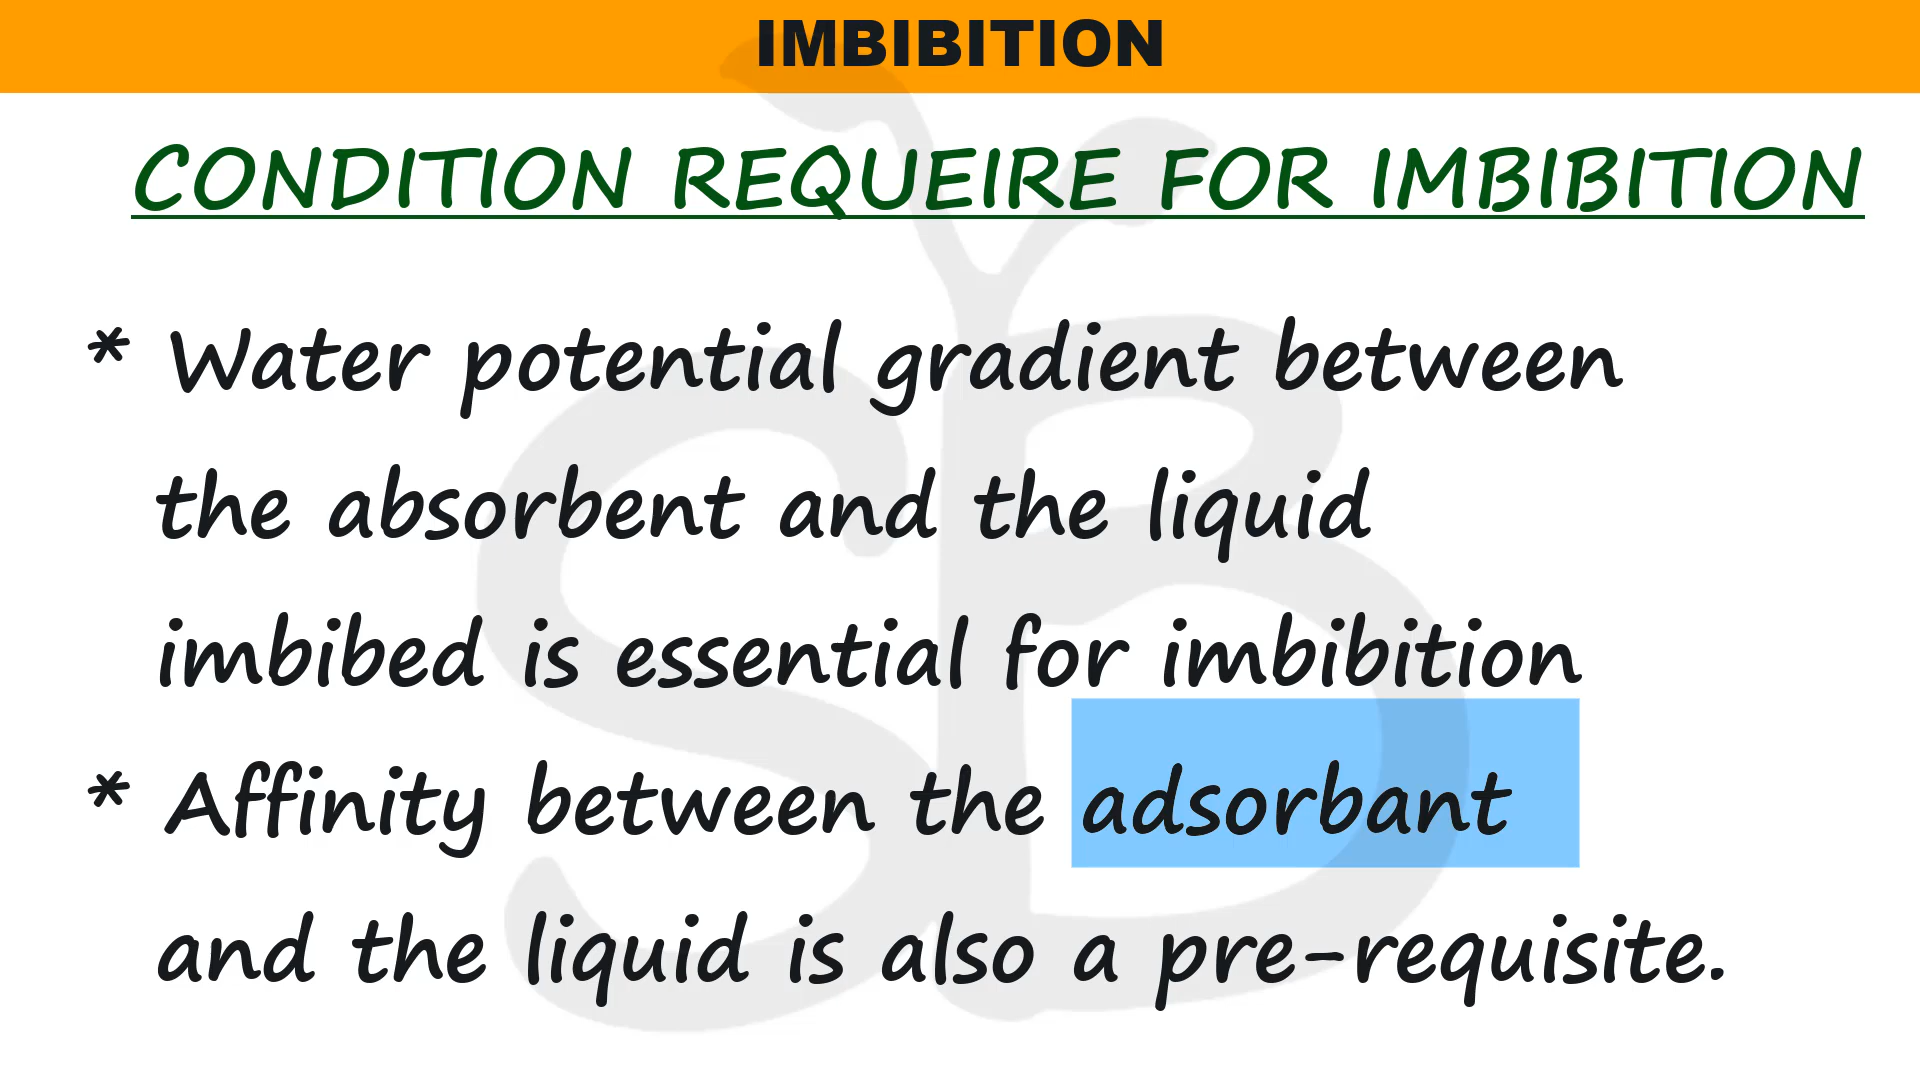 IMBIBITION
CONDITION REQUEIRE FOR IMBIBITION
* Water potential gradient between
the absorbent and the liquid
imbibed is essential for imbibition
* Affinity between the adsorbant
and the liquid is also a pre-requisite.
SB